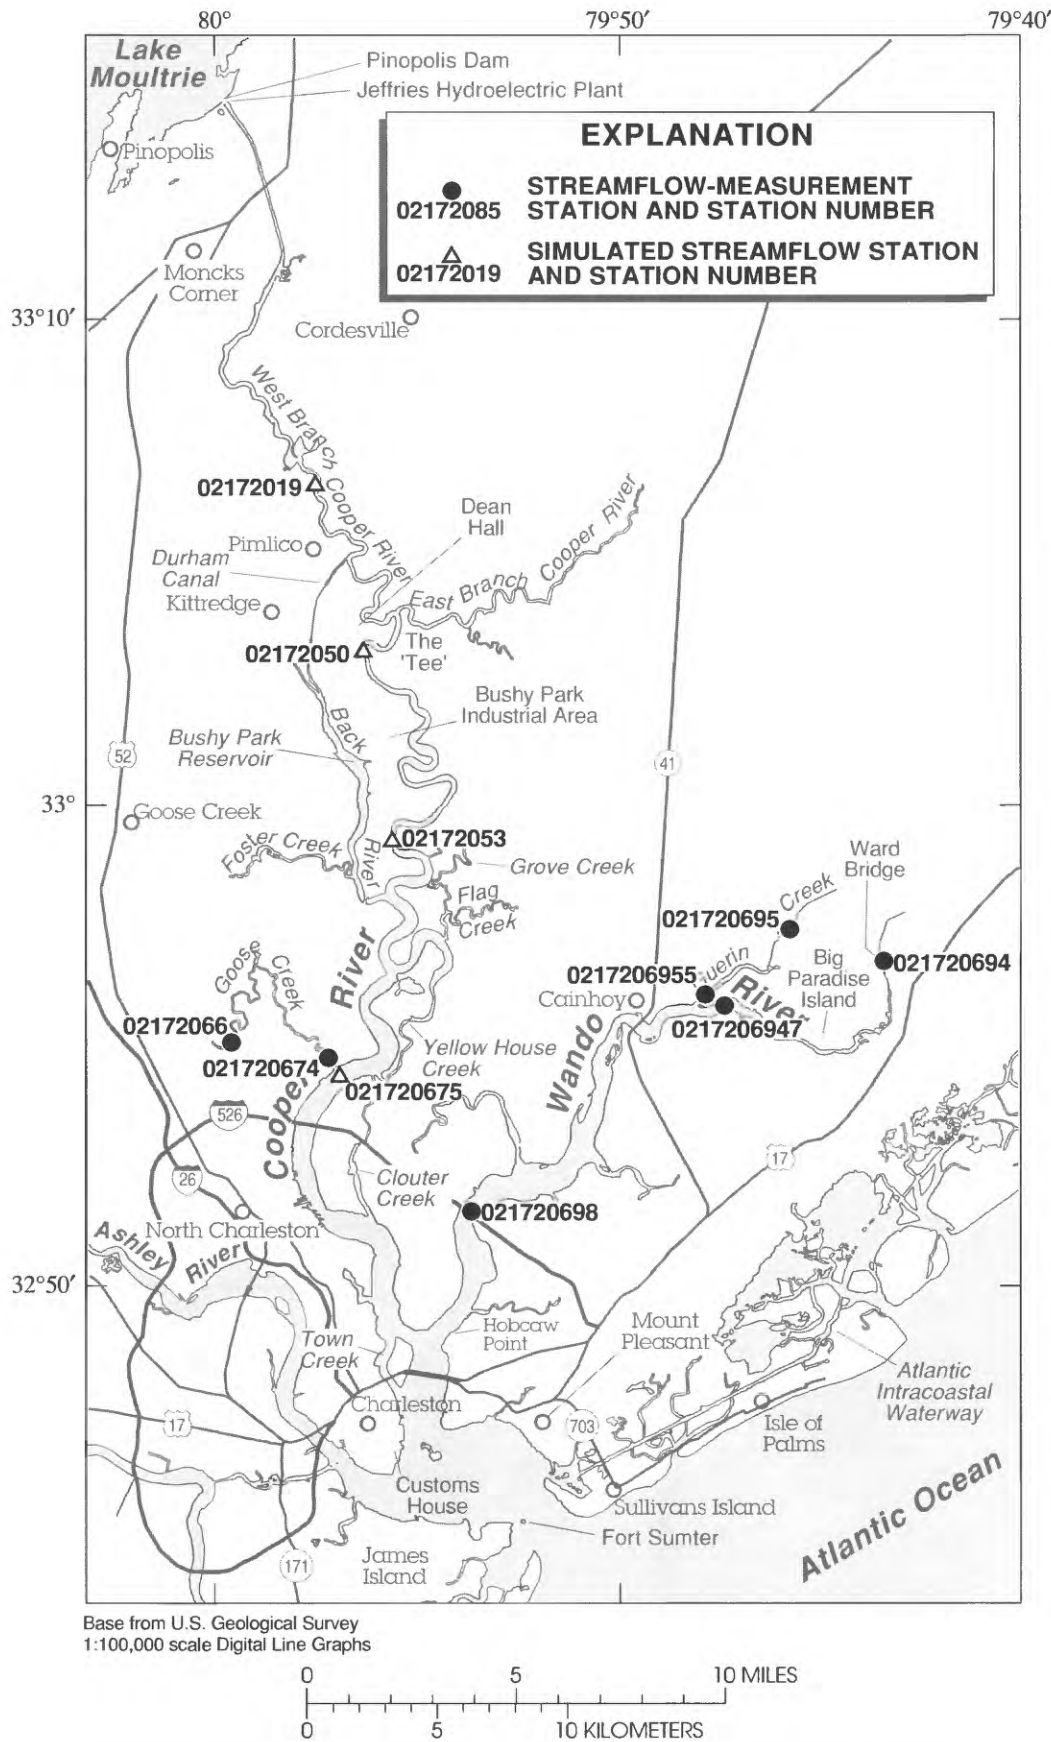 80°
79°50′
79°40′
Lake
Moultrie
Pinopolis Dam
Jeffries Hydroelectric Plant
Pinopolis
EXPLANATION
02172085
STREAMFLOW-MEASUREMENT
STATION AND STATION NUMBER
02172019
SIMULATED STREAMFLOW STATION
AND STATION NUMBER
Moncks
Corner
33°10′
Cordesville
West Branch Cooper River
02172019
Dean
Hall
East Branch Cooper River
Pimlico
Durham
Canal
Kittredge
02172050
The
'Tee'
Bushy Park
Industrial Area
Back
River
Bushy Park
Reservoir
52
41
33°
Goose Creek
02172053
Foster Creek
Grove Creek
Flag
Creek
Ward
Bridge
Creek
021720695
021720694
Goose
Creek
River
0217206955
uerin
Big
Paradise
Island
River
Cainhoy
0217206947
02172066
021720674
021720675
Yellow House
Creek
Wando
Cooper
526
26
17
Clouter
Creek
021720698
North Charleston
Ashley
River
32°50′
Hobcaw
Point
Mount
Pleasant
Town
Creek
Atlantic
Intracoastal
Waterway
Charleston
17
703
Isle of
Palms
Customs
House
Sullivans Island
Fort Sumter
Atlantic Ocean
James
Island
171
Base from U.S. Geological Survey
1:100,000 scale Digital Line Graphs
0
5
10 MILES
0
5
10 KILOMETERS